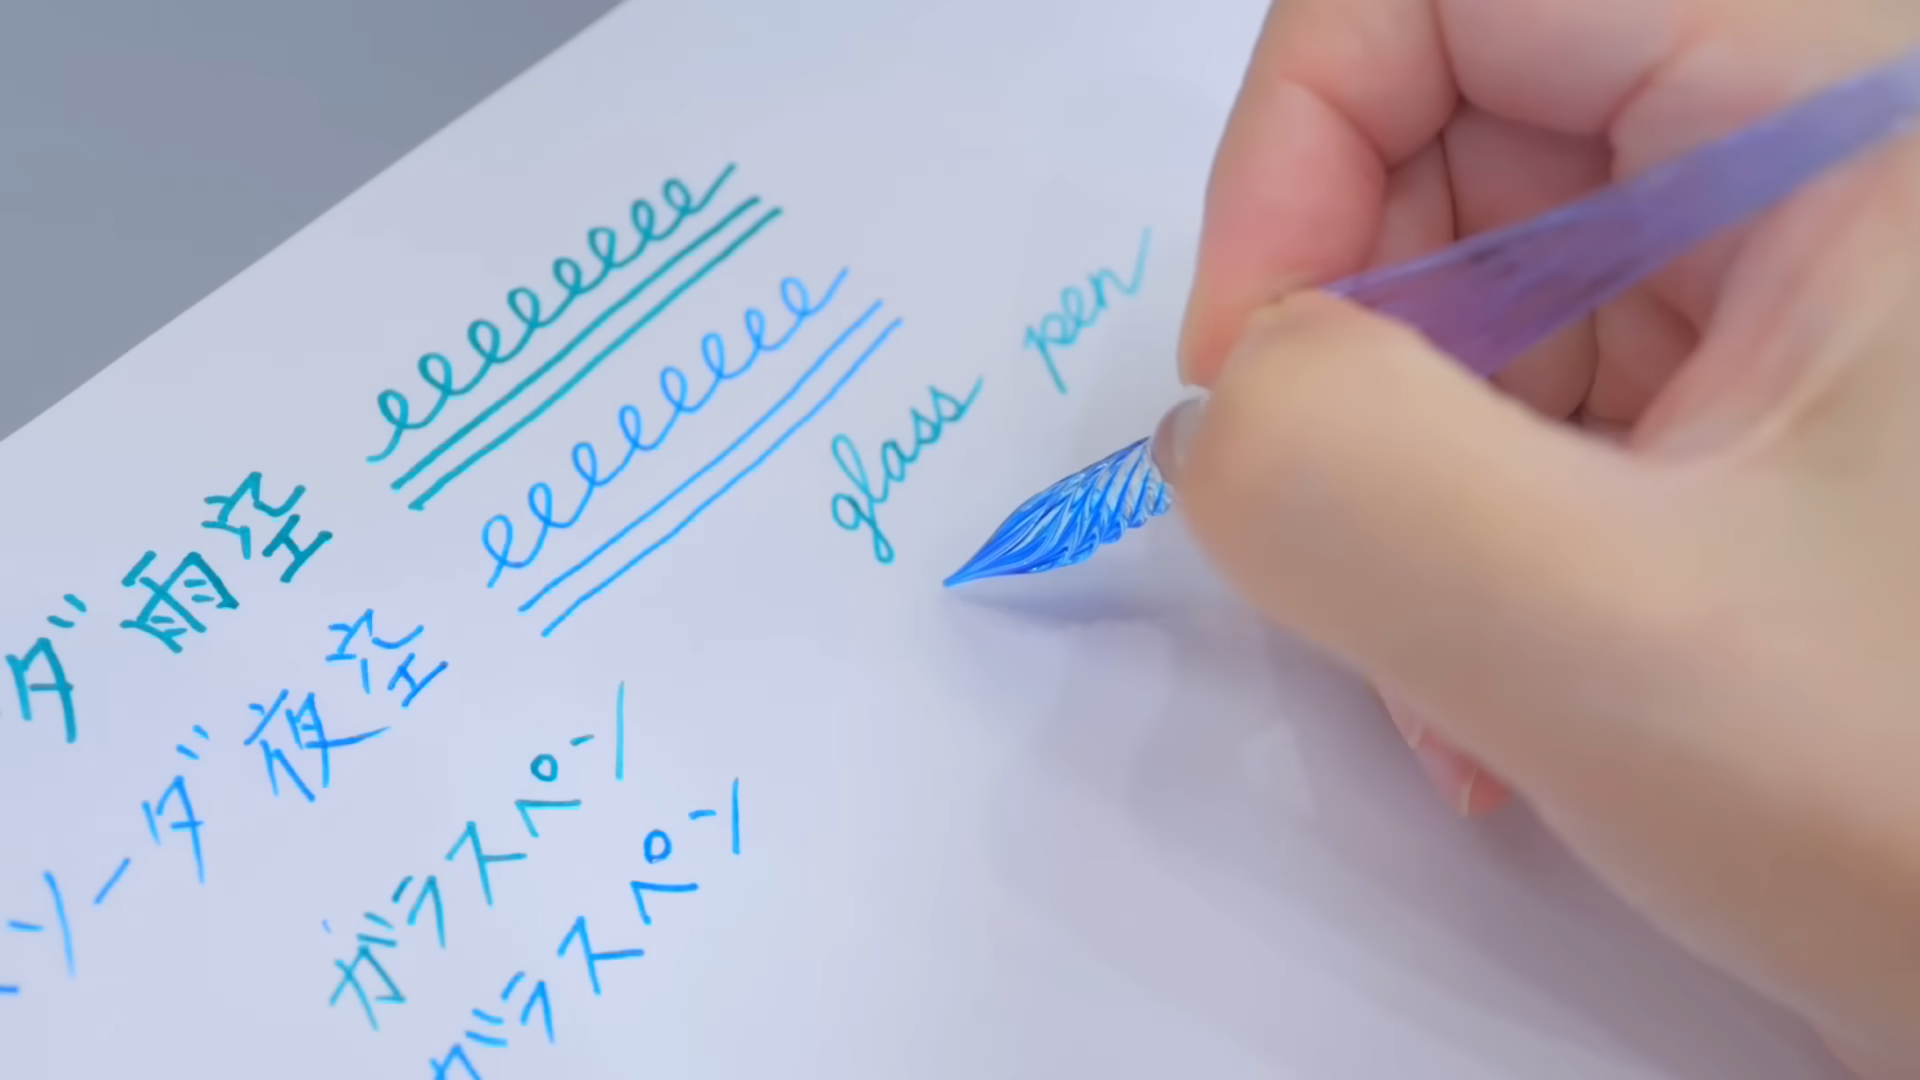 ダ雨空
ソーダ夜空
ガラスペン
ガラスペン
glass pen